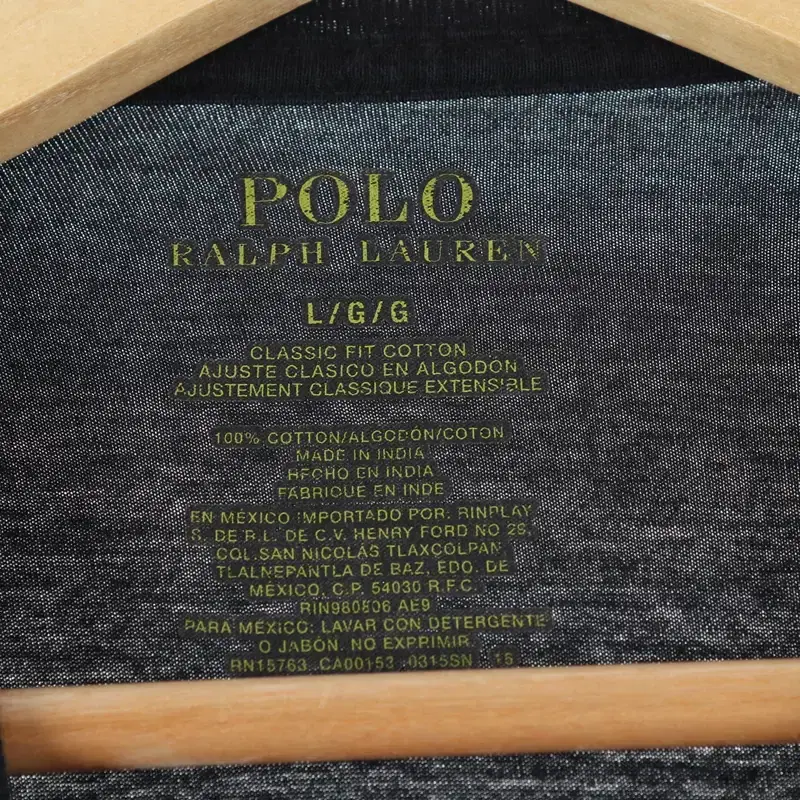 POLO
RALPH LAUREN
L/G/G
CLASSIC FIT COTTON
AJUSTE CLASICO EN ALGODÓN
AJUSTEMENT CLASSIQUE EXTENSIBLE
100% COTTON/ALGODÓN/COTON
MADE IN INDIA
HECHO EN INDIA
FABRIQUÉ EN INDE
EN MÉXICO IMPORTADO POR: RINPLAY
S. DE R.L. DE C.V. HENRY FORD NO 29,
COL.SAN NICOLÁS TLAXCOLPAN,
TLALNEPANTLA DE BAZ, EDO. DE
MÉXICO, C.P. 54030 R.F.C.
RIN980806 AE9
PARA MÉXICO: LAVAR CON DETERGENTE
O JABÓN. NO EXPRIMIR
RN15763 CA00153 0315SN 15